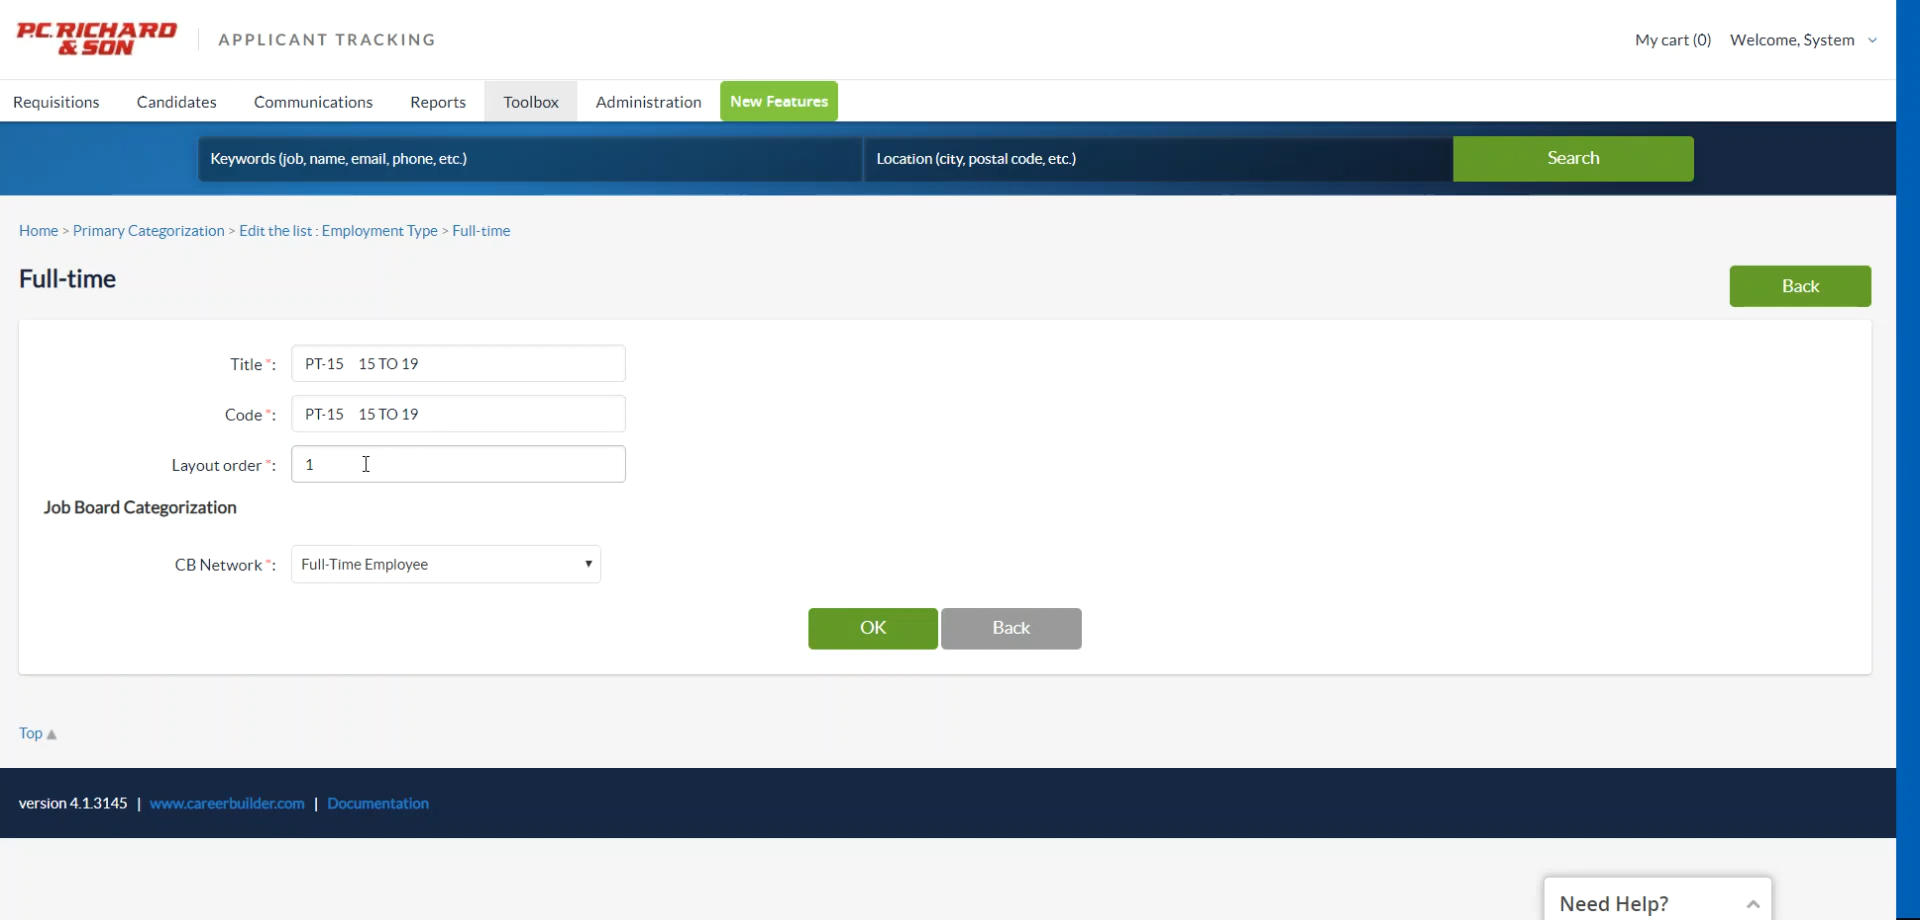 P.C. RICHARD & SON
APPLICANT TRACKING
My cart (0) Welcome, System
Requisitions Candidates Communications Reports Toolbox Administration New Features
Keywords (job, name, email, phone, etc.) Location (city, postal code, etc.) Search
Home > Primary Categorization > Edit the list : Employment Type > Full-time
Full-time
Back
Title *: PT-15 15 TO 19
Code *: PT-15 15 TO 19
Layout order *: 1
Job Board Categorization
CB Network *: Full-Time Employee
OK Back
Top
version 4.1.3145 | www.careerbuilder.com | Documentation
Need Help?